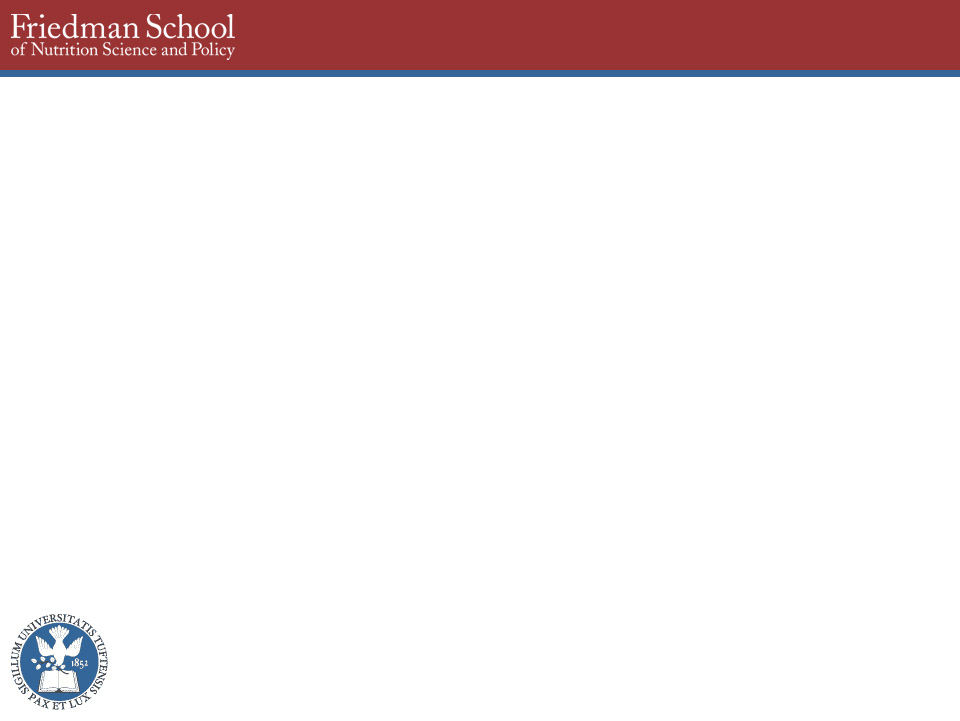 Friedman School
of Nutrition Science and Policy
SIGILLUM UNIVERSITATIS TUFTENSIS
1852
PAX ET LUX